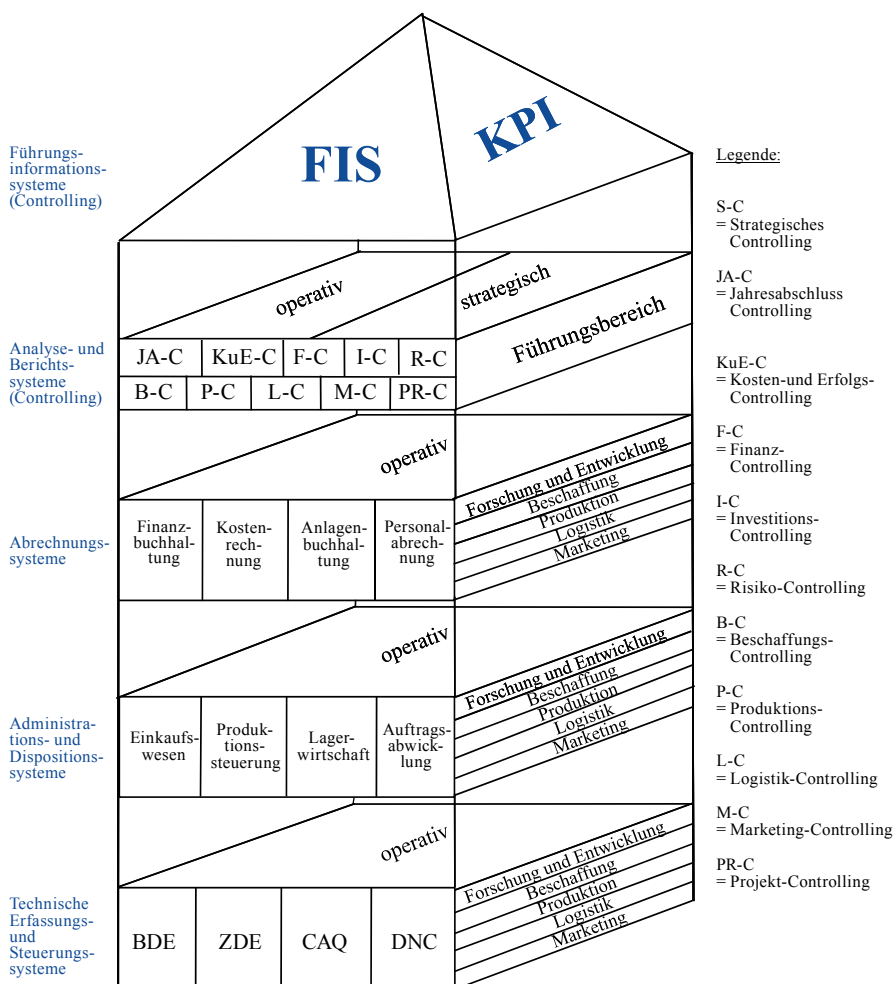 FIS
KPI
Führungs-
informations-
systeme
(Controlling)
operativ
strategisch
Führungsbereich
Analyse- und
Berichts-
systeme
(Controlling)
JA-C
KuE-C
F-C
I-C
R-C
B-C
P-C
L-C
M-C
PR-C
operativ
Forschung und Entwicklung
Beschaffung
Produktion
Logistik
Marketing
Abrechnungs-
systeme
Finanz-
buchhal-
tung
Kosten-
rech-
nung
Anlagen-
buchhal-
tung
Personal-
abrech-
nung
operativ
Forschung und Entwicklung
Beschaffung
Produktion
Logistik
Marketing
Administra-
tions- und
Dispositions-
systeme
Einkaufs-
wesen
Produk-
tions-
steuerung
Lager-
wirtschaft
Auftrags-
abwick-
lung
operativ
Forschung und Entwicklung
Beschaffung
Produktion
Logistik
Marketing
Technische
Erfassungs-
und
Steuerungs-
systeme
BDE
ZDE
CAQ
DNC
Legende:
S-C
= Strategisches
Controlling
JA-C
= Jahresabschluss
Controlling
KuE-C
= Kosten-und Erfolgs-
Controlling
F-C
= Finanz-
Controlling
I-C
= Investitions-
Controlling
R-C
= Risiko-Controlling
B-C
= Beschaffungs-
Controlling
P-C
= Produktions-
Controlling
L-C
= Logistik-Controlling
M-C
= Marketing-Controlling
PR-C
= Projekt-Controlling